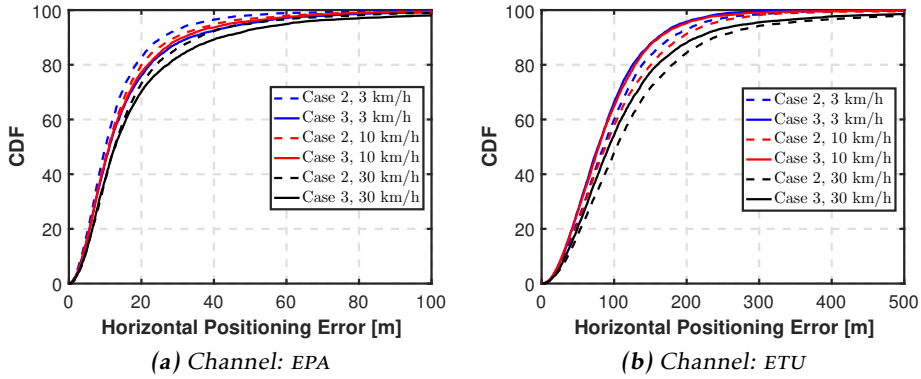 100
80
60
40
20
0
CDF
Case 2, 3 km/h
Case 3, 3 km/h
Case 2, 10 km/h
Case 3, 10 km/h
Case 2, 30 km/h
Case 3, 30 km/h
0 20 40 60 80 100
Horizontal Positioning Error [m]
(a) Channel: EPA
100
80
60
40
20
0
CDF
Case 2, 3 km/h
Case 3, 3 km/h
Case 2, 10 km/h
Case 3, 10 km/h
Case 2, 30 km/h
Case 3, 30 km/h
0 100 200 300 400 500
Horizontal Positioning Error [m]
(b) Channel: ETU